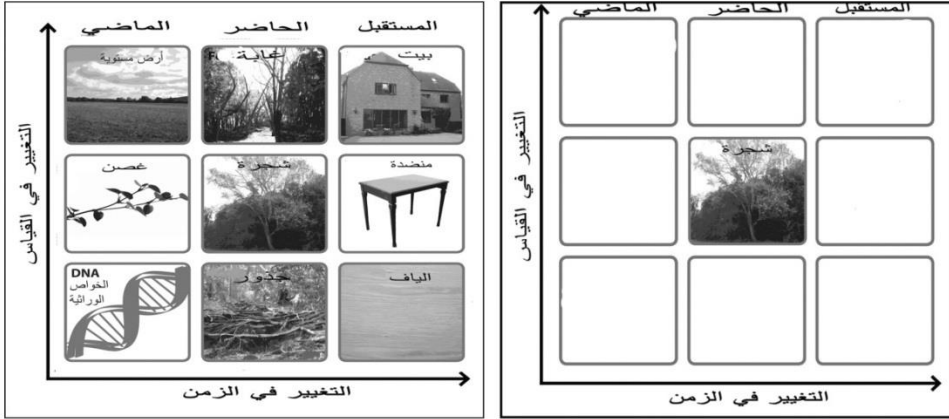 الماضي الحاضر المستقبل
أرض مستوية غابة بيت
غصن شجرة منضدة
DNA جذور الياف
الخواص
الوراثية
التغيير في القياس
التغيير في الزمن
الماضي الحاضر المستقبل
شجرة
التغيير في القياس
التغيير في الزمن